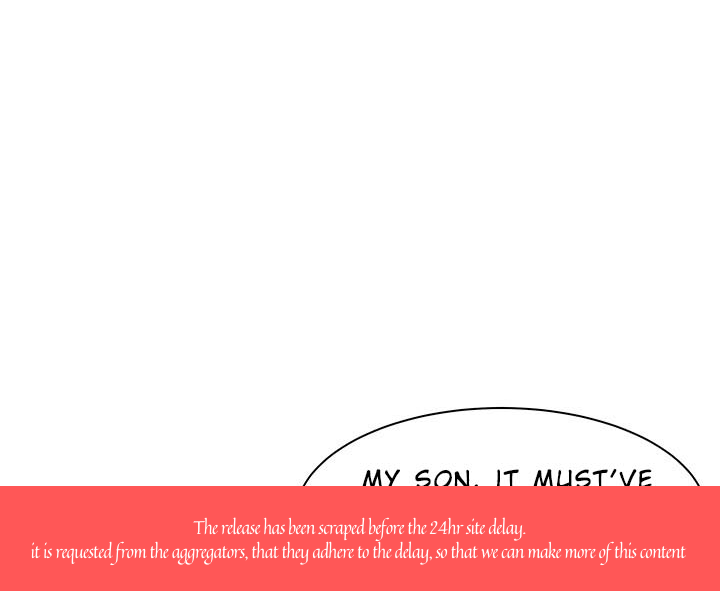 MY SON, IT MUST'VE
The release has been scraped before the 24hr site delay.
it is requested from the aggregators, that they adhere to the delay, so that we can make more of this content